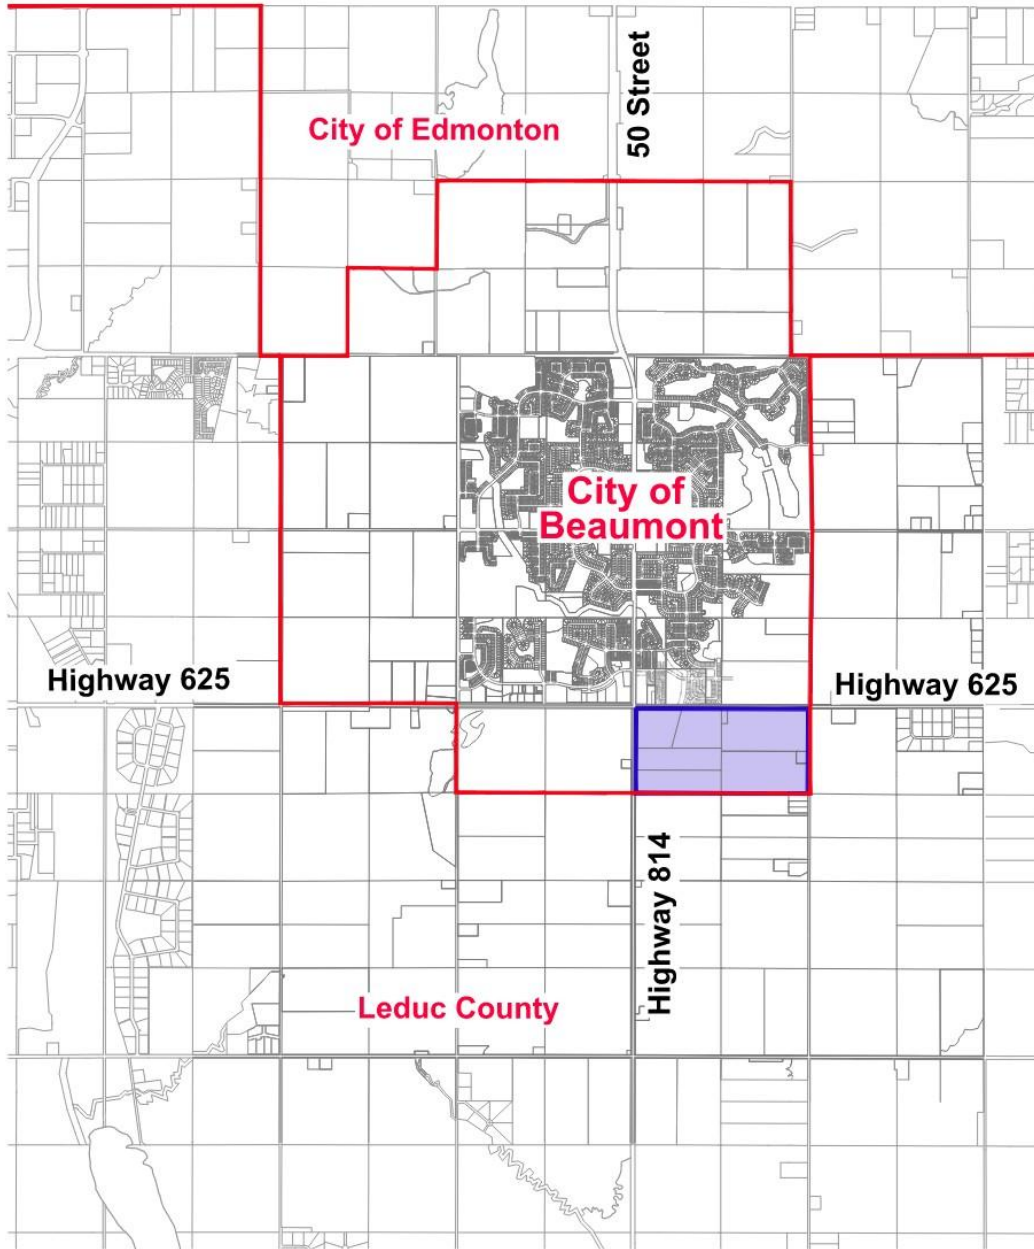 50 Street
City of Edmonton
City of
Beaumont
Highway 625
Highway 625
Highway 814
Leduc County